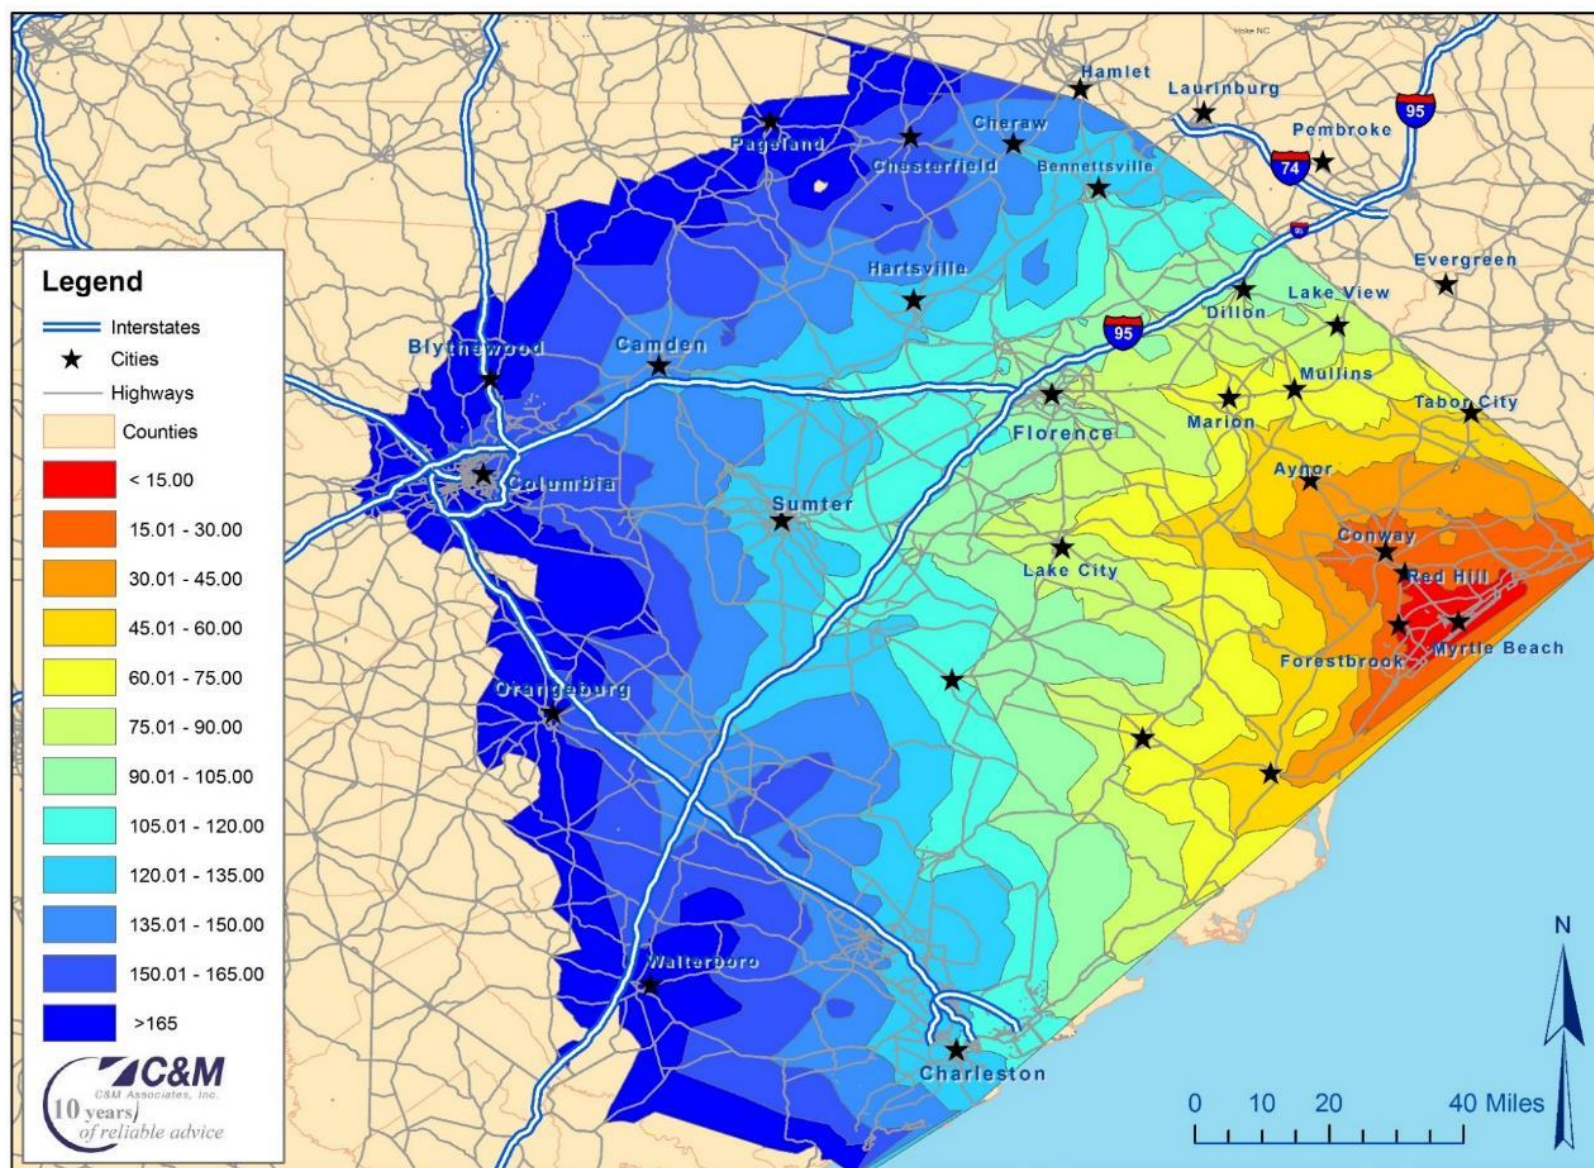 Hoke NC
Hamlet
Laurinburg
95
Pembroke
Cheraw
Pageland
Chesterfield
Bennettsville
74
95
Evergreen
Hartsville
Lake View
Dillon
95
Legend
Interstates
Cities
Highways
Counties
< 15.00
15.01 - 30.00
30.01 - 45.00
45.01 - 60.00
60.01 - 75.00
75.01 - 90.00
90.01 - 105.00
105.01 - 120.00
120.01 - 135.00
135.01 - 150.00
150.01 - 165.00
>165
C&M
C&M Associates, Inc.
10 years
of reliable advice
Blythewood
Camden
Mullins
Tabor City
Marion
Florence
Aynor
Columbia
Sumter
Conway
Lake City
Red Hill
Myrtle Beach
Forestbrook
Orangeburg
Walterboro
Charleston
N
0 10 20 40 Miles